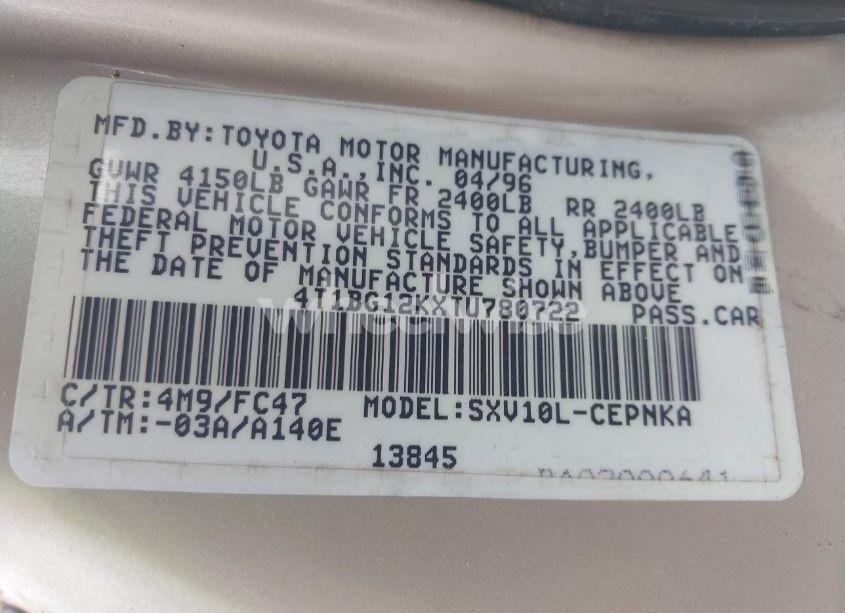 MFD.BY:TOYOTA MOTOR MANUFACTURING,
U.S.A.,INC. 04/96
GVWR 4150LB GAWR FR 2400LB RR 2400LB
THIS VEHICLE CONFORMS TO ALL APPLICABLE
FEDERAL MOTOR VEHICLE SAFETY,BUMPER AND
THEFT PREVENTION STANDARDS IN EFFECT ON
THE DATE OF MANUFACTURE SHOWN ABOVE
4T1BG12KXTU780722 PASS.CAR
wheelwise
C/TR:4M9/FC47 MODEL:SXV10L-CEPNKA
A/TM:-03A/A140E
13845